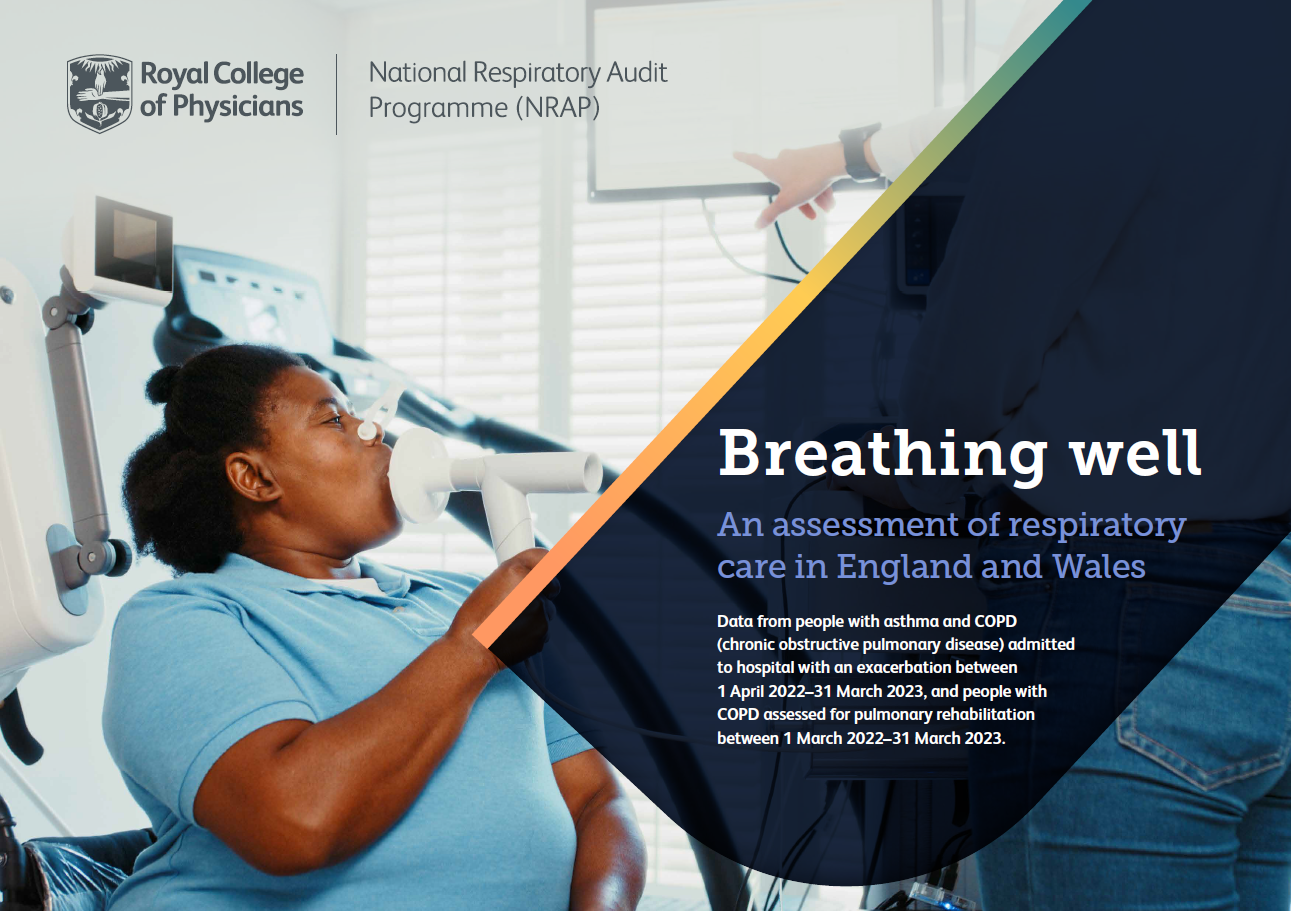 Royal College
of Physicians
National Respiratory Audit
Programme (NRAP)
Breathing well
An assessment of respiratory
care in England and Wales
Data from people with asthma and COPD
(chronic obstructive pulmonary disease) admitted
to hospital with an exacerbation between
1 April 2022–31 March 2023, and people with
COPD assessed for pulmonary rehabilitation
between 1 March 2022–31 March 2023.